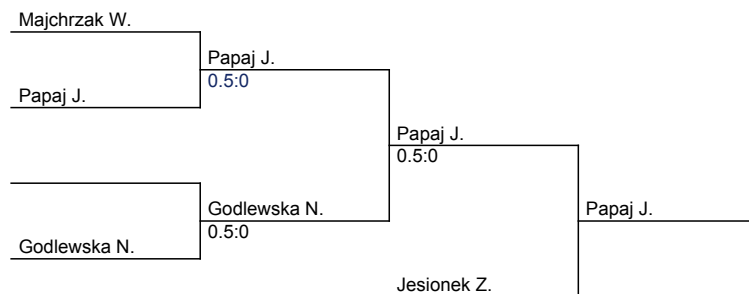 Majchrzak W.
Papaj J.
0.5:0
Papaj J.
Papaj J.
0.5:0
Godlewska N.
0.5:0
Papaj J.
Godlewska N.
Jesionek Z.